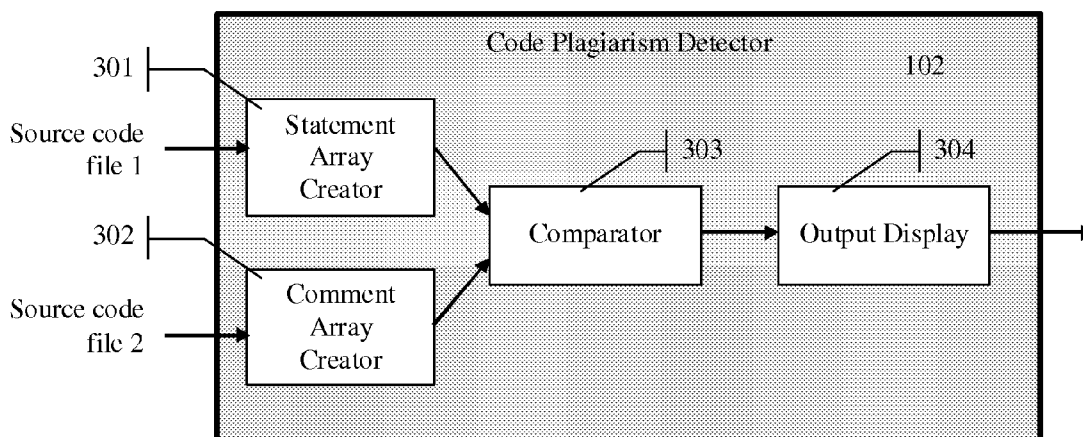 Code Plagiarism Detector
102
301
Source code
file 1
Statement
Array
Creator
303
304
Comparator
Output Display
302
Source code
file 2
Comment
Array
Creator